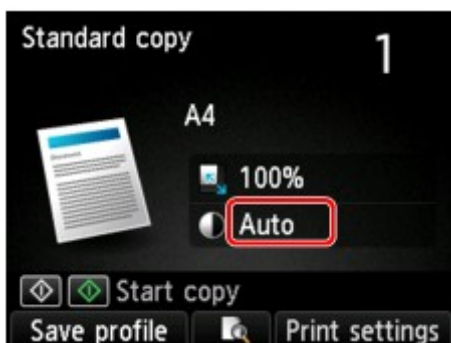 Standard copy 1
A4
100%
Auto
Start copy
Save profile Print settings